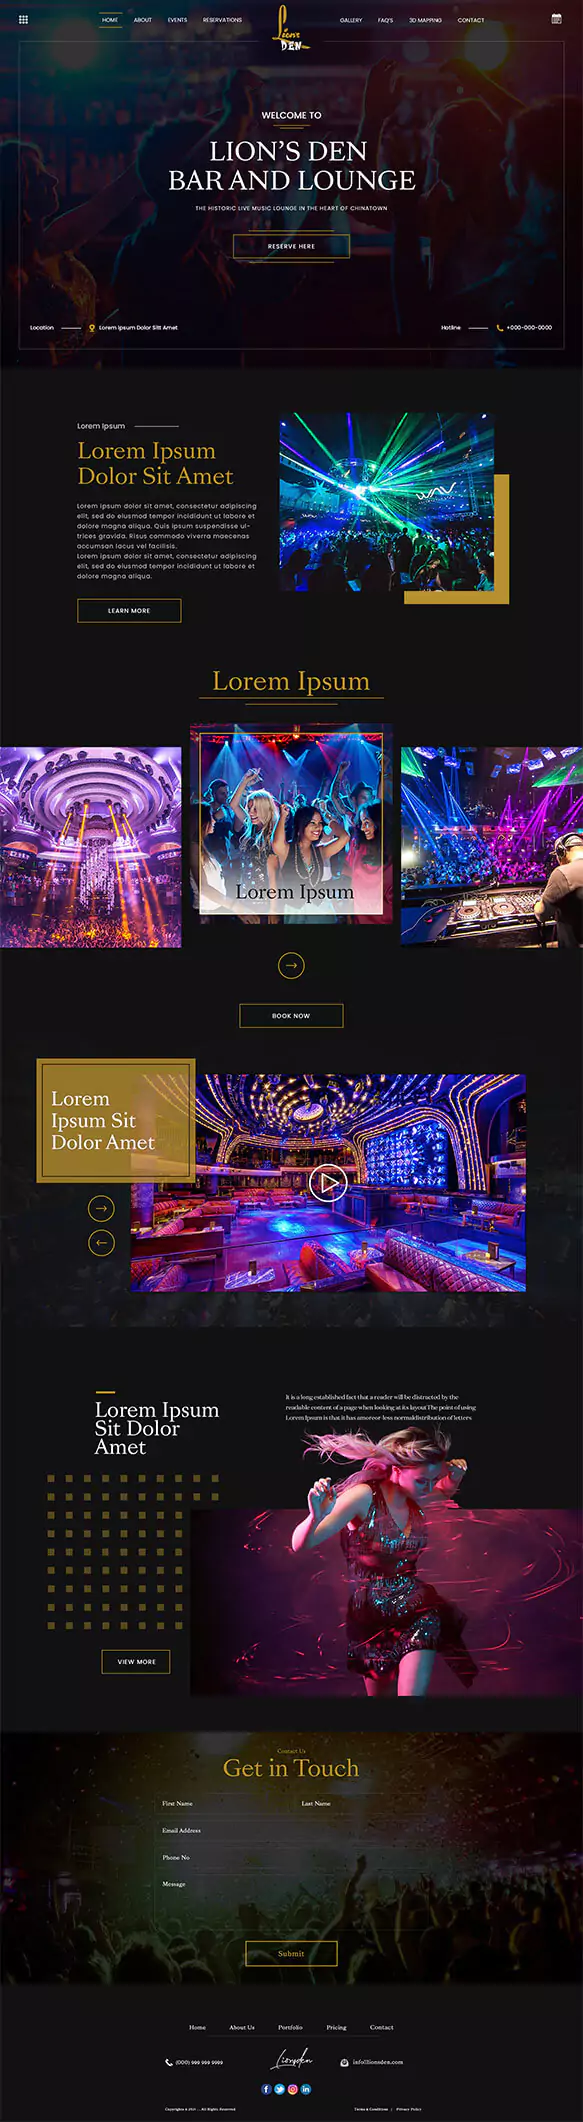 HOME ABOUT EVENTS RESERVATIONS
Lion's
DEN
GALLERY FAQ'S 3D MAPPING CONTACT
WELCOME TO
LION'S DEN
BAR AND LOUNGE
THE HISTORIC LIVE MUSIC LOUNGE IN THE HEART OF CHINATOWN
RESERVE HERE
Location Lorem Ipsum Dolor Sitt Amet
Hotline +000-000-0000
Lorem Ipsum
Lorem Ipsum
Dolor Sit Amet
Lorem ipsum dolor sit amet, consectetur adipiscing
elit, sed do eiusmod tempor incididunt ut labore et
dolore magna aliqua. Quis ipsum suspendisse ul-
trices gravida. Risus commodo viverra maecenas
accumsan lacus vel facilisis.
Lorem ipsum dolor sit amet, consectetur adipiscing
elit, sed do eiusmod tempor incididunt ut labore et
dolore magna aliqua.
LEARN MORE
WAV
Lorem Ipsum
Lorem Ipsum
BOOK NOW
Lorem
Ipsum Sit
Dolor Amet
Lorem Ipsum
Sit Dolor
Amet
It is a long established fact that a reader will be distracted by the
readable content of a page when looking at its layoutThe point of using
Lorem Ipsum is that it has amoreor-less normaldistribution of letters
VIEW MORE
Contact Us
Get in Touch
First Name Last Name
Email Address
Phone No
Message
Submit
Home About Us Portfolio Pricing Contact
(000) 999 999 9999
Lionsden
info@lionsden.com
All Rights Reserved
Terms & Conditions | Privacy Policy